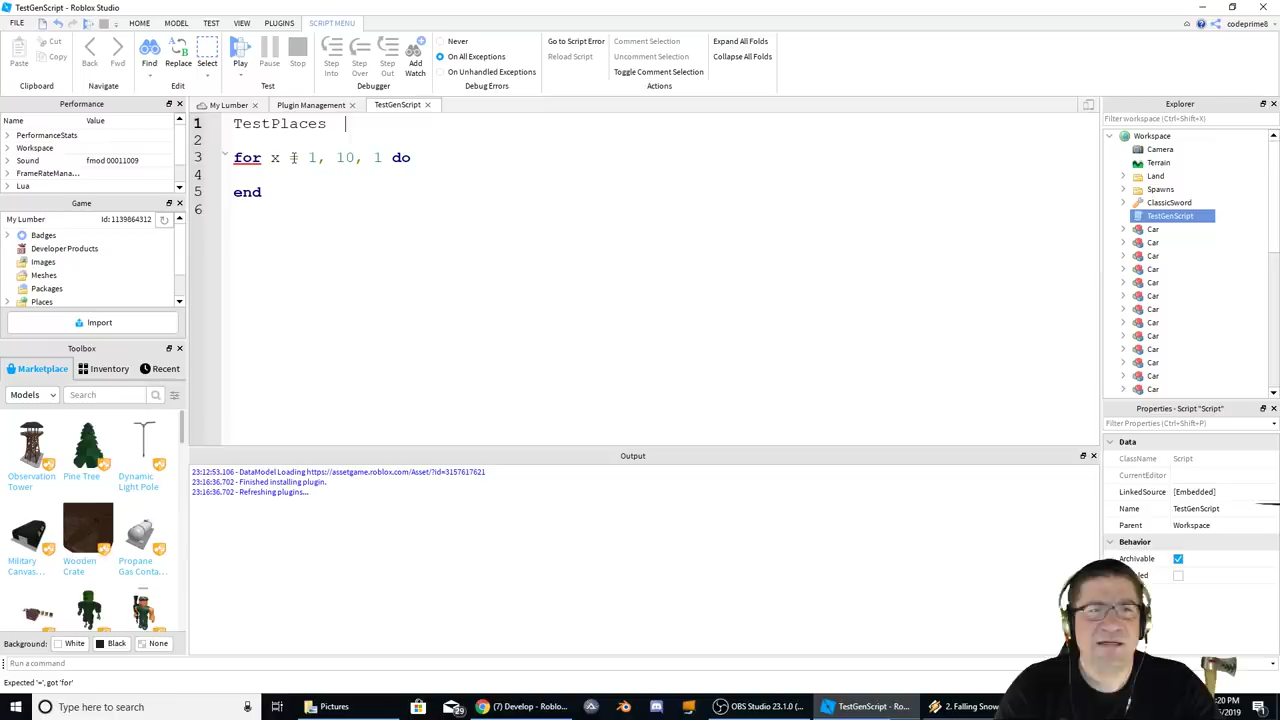 TestGenScript - Roblox Studio
FILE HOME MODEL TEST VIEW PLUGINS SCRIPT MENU codeprime8
Paste Cut Copy
Clipboard
Back Fwd
Navigate
Find Replace Select
Edit
Play Pause Stop
Test
Step Into Step Over Step Out Add Watch
Debugger
Never
On All Exceptions
On Unhandled Exceptions
Debug Errors
Go to Script Error
Reload Script
Comment Selection
Uncomment Selection
Toggle Comment Selection
Actions
Expand All Folds
Collapse All Folds
Performance
Name Value
PerformanceStats
Workspace
Sound fmod 00011009
FrameRateMana...
Lua
Game
My Lumber Id: 1139864312
Badges
Developer Products
Images
Meshes
Packages
Places
Import
Toolbox
Marketplace Inventory Recent
Models Search
Observation Tower
Pine Tree
Dynamic Light Pole
Military Canvas...
Wooden Crate
Propane Gas Conta...
Background: White Black None
My Lumber Plugin Management TestGenScript
1 TestPlaces
2
3 for x = 1, 10, 1 do
4
5 end
6
Output
23:12:53.106 - DataModel Loading https://assetgame.roblox.com/Asset/?id=3157617621
23:16:36.702 - Finished installing plugin.
23:16:36.702 - Refreshing plugins...
Explorer
Filter workspace (Ctrl+Shift+X)
Workspace
Camera
Terrain
Land
Spawns
ClassicSword
TestGenScript
Car
Car
Car
Car
Car
Car
Car
Car
Car
Car
Car
Car
Car
Properties - Script "Script"
Filter Properties (Ctrl+Shift+P)
Data
ClassName Script
CurrentEditor
LinkedSource [Embedded]
Name TestGenScript
Parent Workspace
Behavior
Archivable
Run a command
Expected '=', got 'for'
Type here to search
Pictures
(7) Develop - Roblo...
OBS Studio 23.1.0 (...
TestGenScript - Ro...
2. Falling Snow